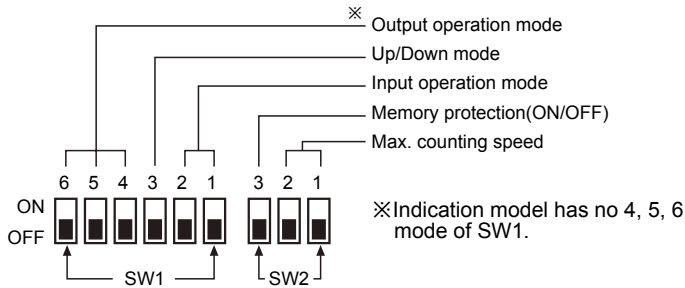 ※ Output operation mode
Up/Down mode
Input operation mode
Memory protection(ON/OFF)
Max. counting speed
6 5 4 3 2 1 3 2 1
ON
OFF
SW1 SW2
※Indication model has no 4, 5, 6
mode of SW1.